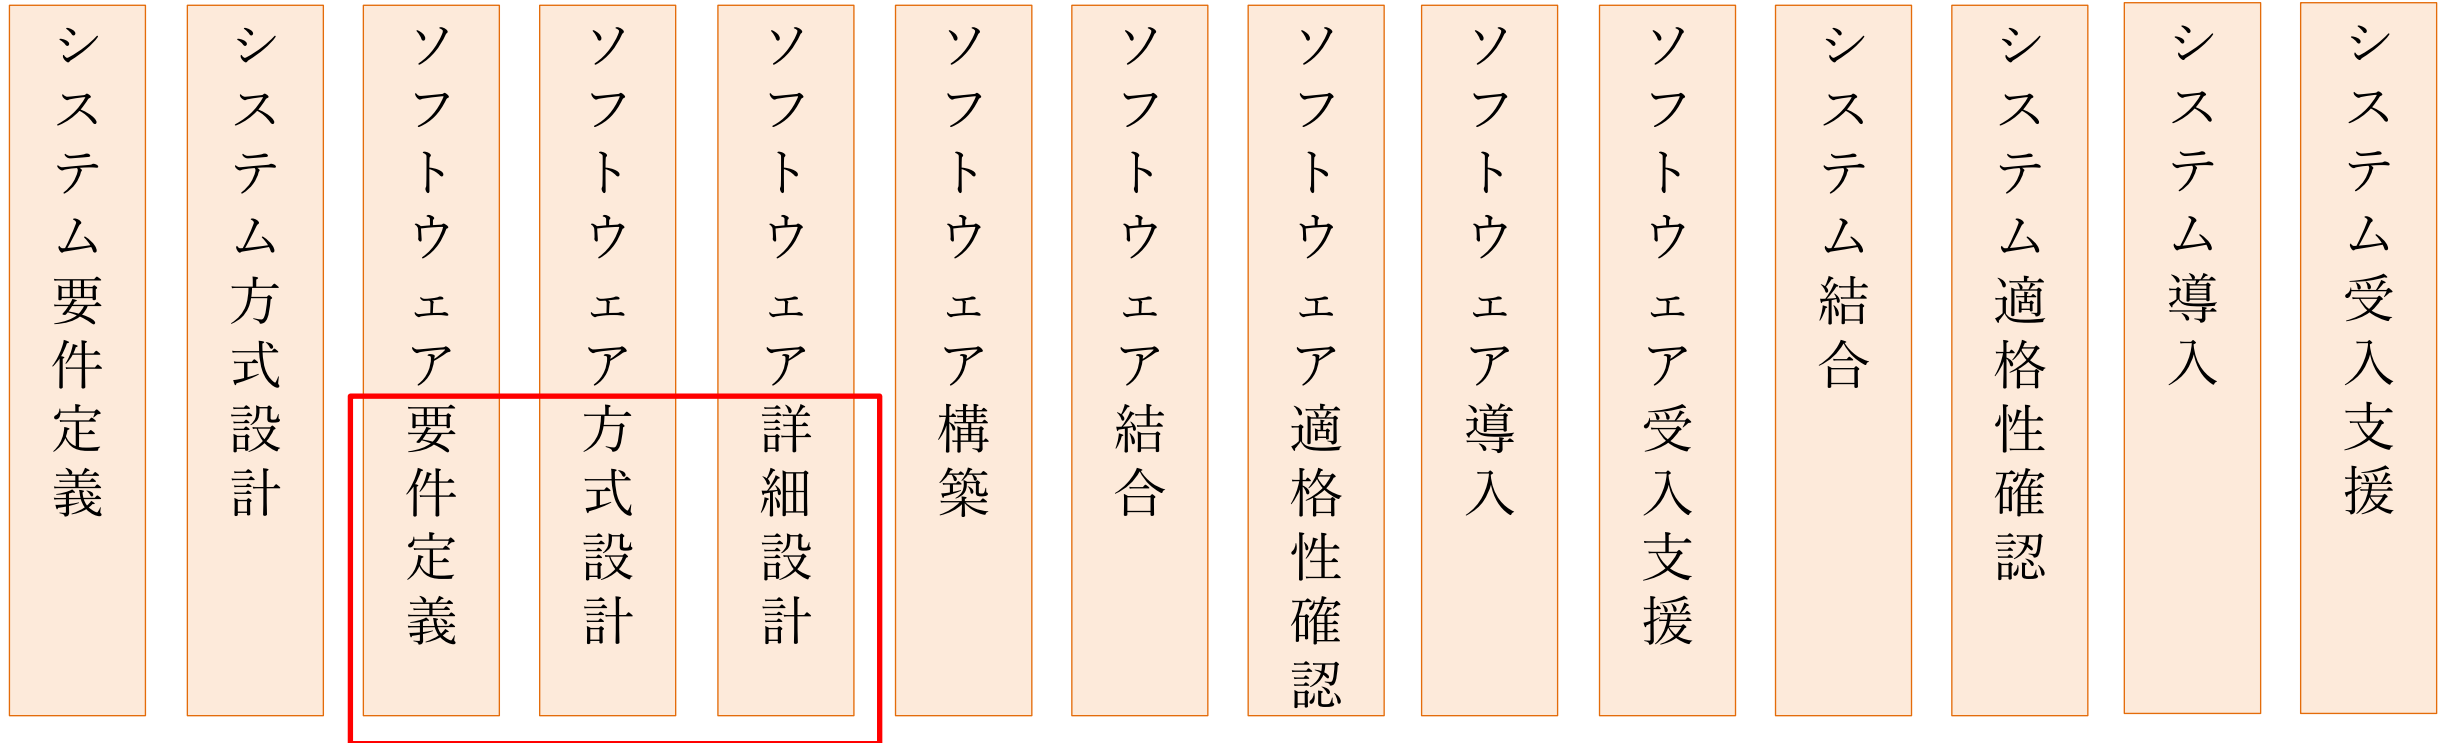 システム要件定義
システム方式設計
ソフトウェア要件定義
ソフトウェア方式設計
ソフトウェア詳細設計
ソフトウェア構築
ソフトウェア結合
ソフトウェア適格性確認
ソフトウェア導入
ソフトウェア受入支援
システム結合
システム適格性確認
システム導入
システム受入支援